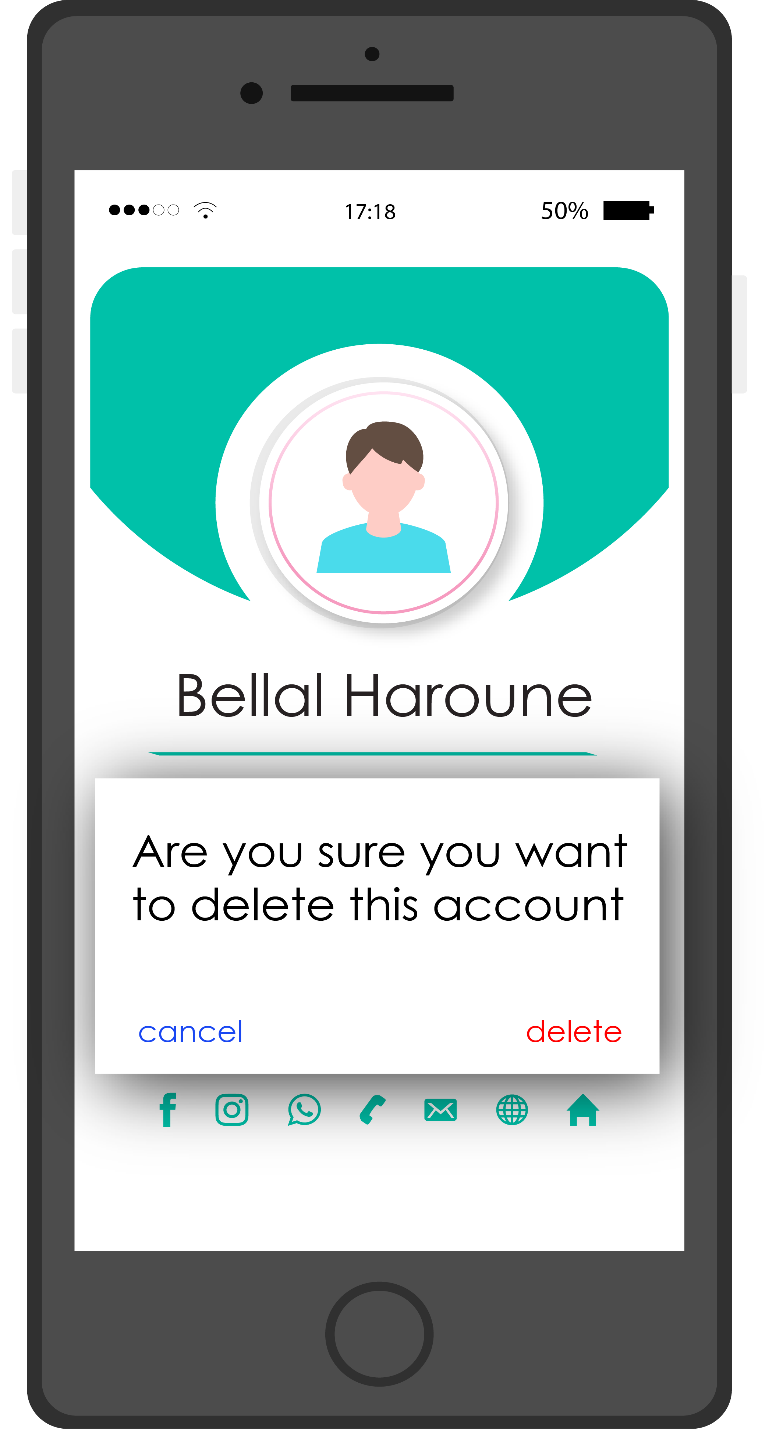 17:18 50%
Bellal Haroune
Are you sure you want
to delete this account
cancel delete